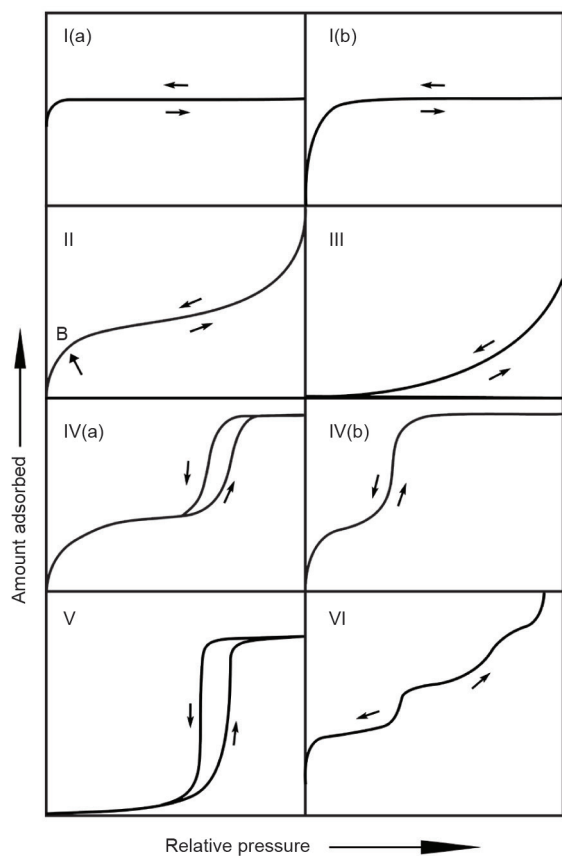 I(a)
I(b)
II
III
B
IV(a)
IV(b)
V
VI
Amount adsorbed
Relative pressure